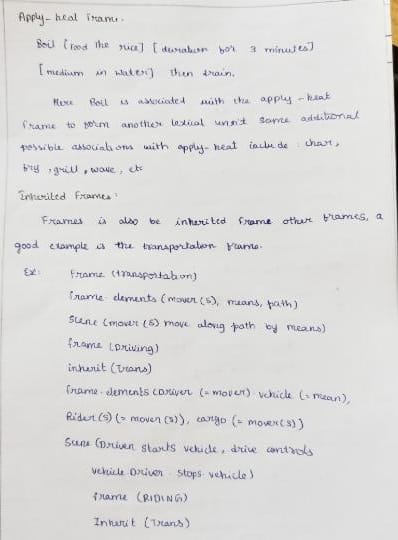 Apply-heat Frame.
Boil [Food the rice] [duration for 3 minutes]
[medium in water] then drain.
Here Boil is associated with the apply-heat
frame to form another lexical unnit some additional
possible associations with apply-heat include : char,
fry, grill, wave, etc
Inherited Frames:
Frames is also be inherited frame other frames, a
good example is the transportation frame.
Ex: Frame (transportation)
frame-elements (mover(s), means, path)
Scene (mover(s) move along path by means)
frame (Driving)
inherit (Trans)
frame-elements (Driver (= mover). vehicle (= mean),
Rider(s) (= mover(s)), cargo (= mover(s))
Scene (Driver starts vehicle, drive controls
vehicle. Driver. stops. vehicle)
frame (RIDING)
Inherit (Trans)